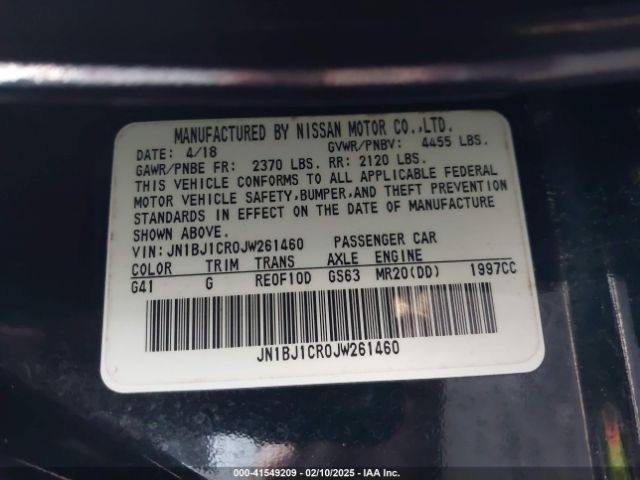 MANUFACTURED BY NISSAN MOTOR CO.,LTD.
DATE: 4/18 GVWR/PNBV: 4455 LBS.
GAWR/PNBE FR: 2370 LBS. RR: 2120 LBS.
THIS VEHICLE CONFORMS TO ALL APPLICABLE FEDERAL
MOTOR VEHICLE SAFETY,BUMPER,AND THEFT PREVENTION
STANDARDS IN EFFECT ON THE DATE OF MANUFACTURE
SHOWN ABOVE.
VIN:JN1BJ1CR0JW261460 PASSENGER CAR
COLOR TRIM TRANS AXLE ENGINE
G41 G RE0F10D GS63 MR20(DD) 1997CC
JN1BJ1CR0JW261460
000-41549209 - 02/10/2025 - IAA Inc.